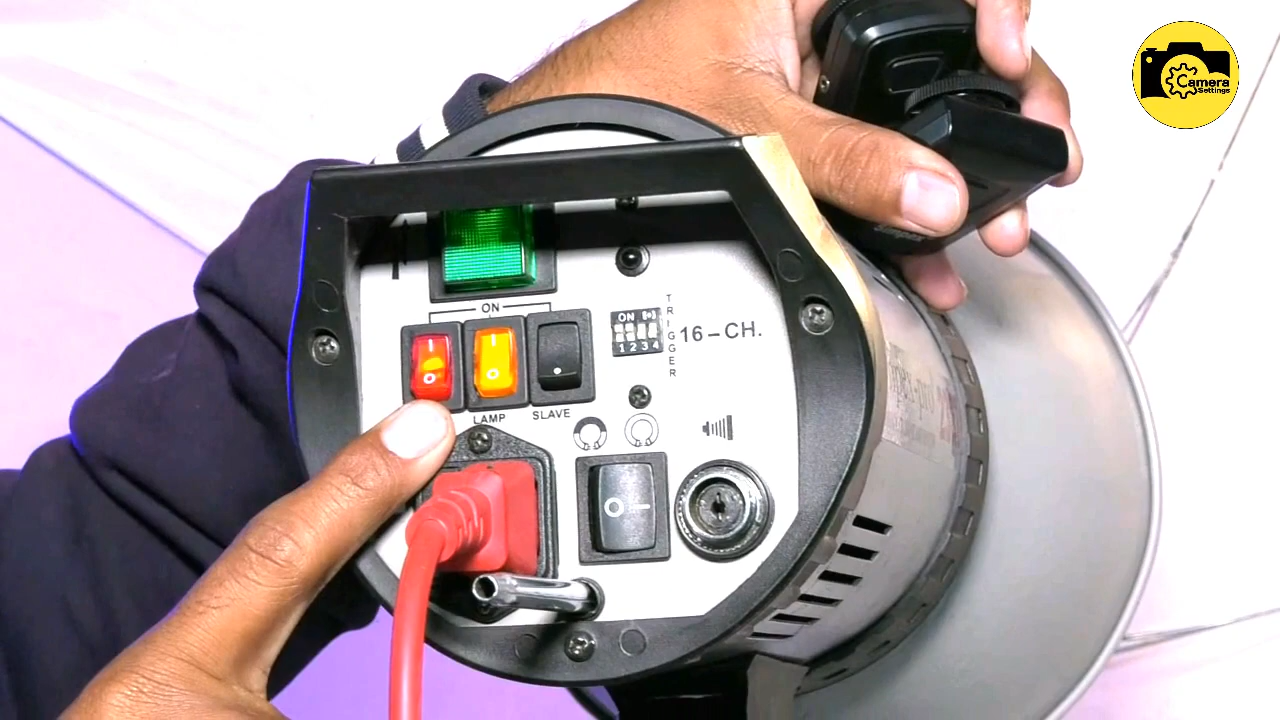 Camera
Settings
ON
ON
1 2 3 4
TRIGGER
16-CH.
LAMP
SLAVE